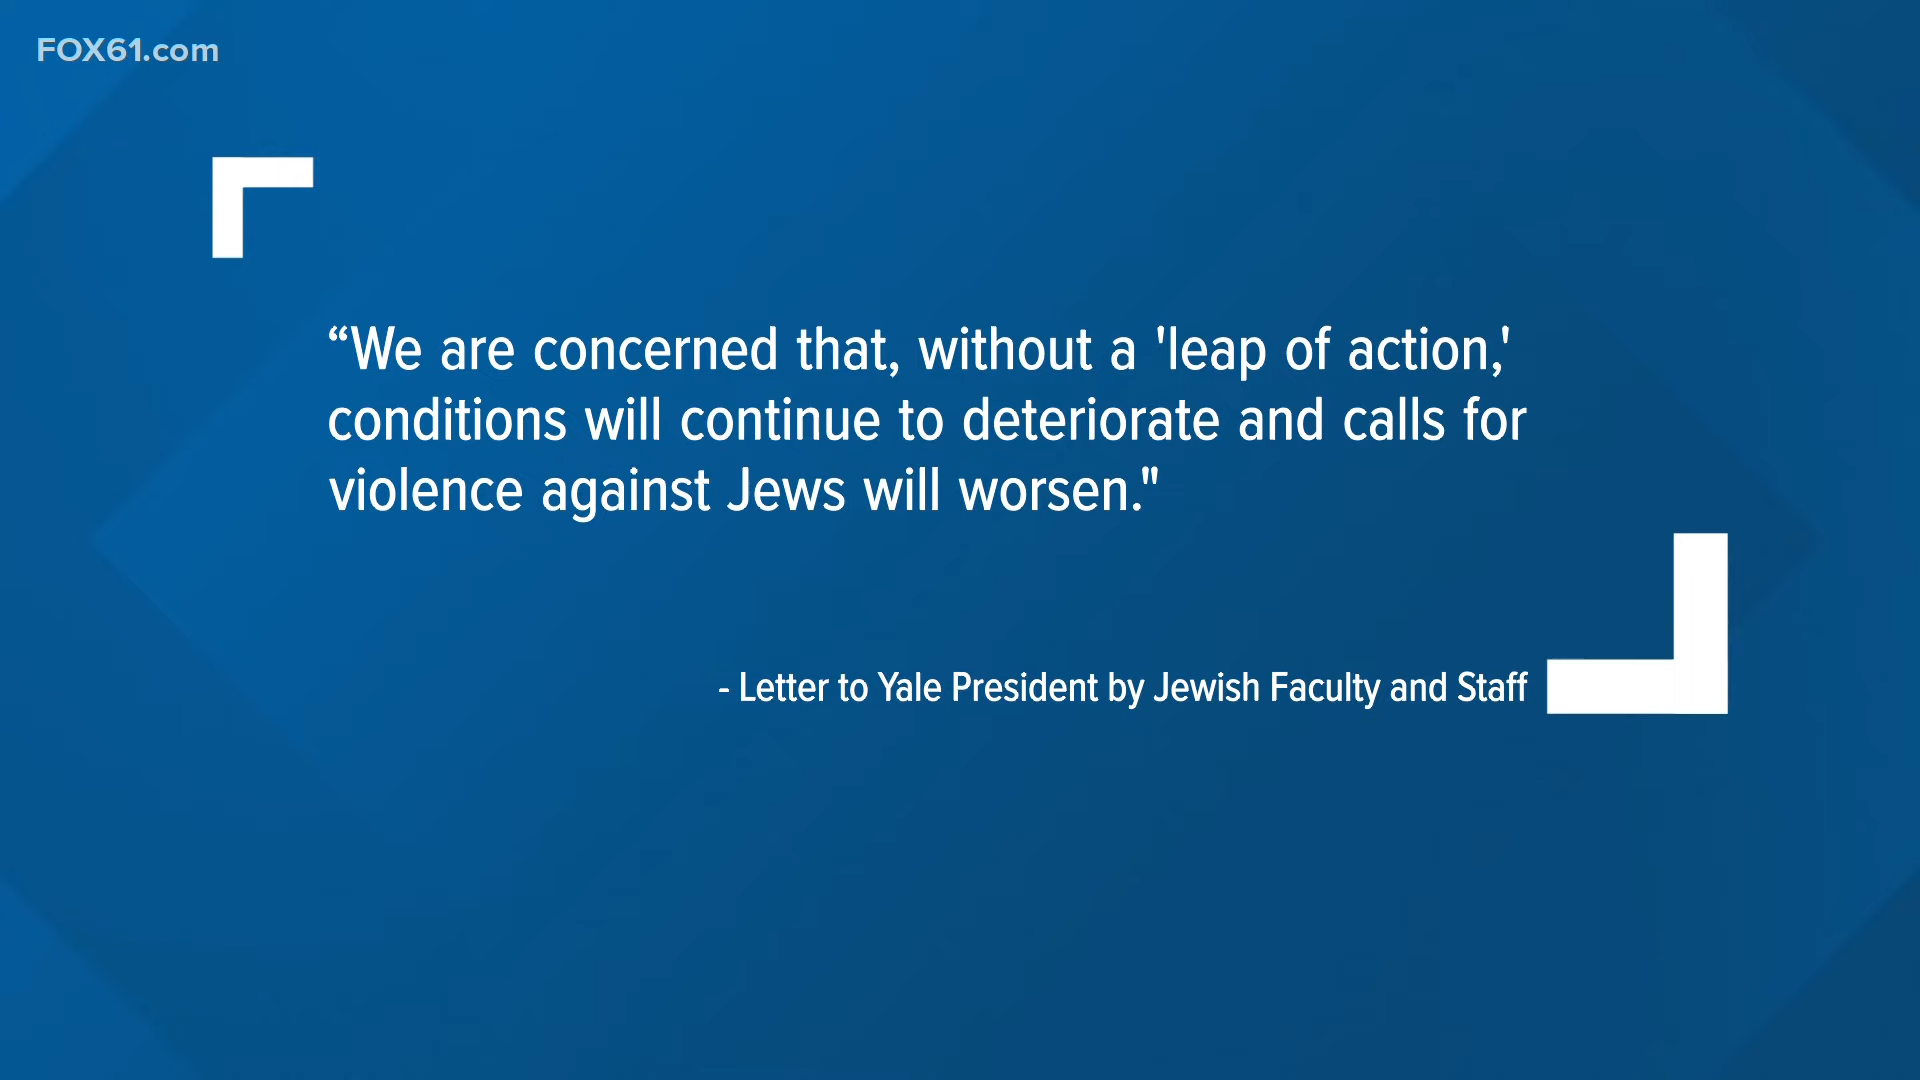 FOX61.com
“We are concerned that, without a 'leap of action,'
conditions will continue to deteriorate and calls for
violence against Jews will worsen."
- Letter to Yale President by Jewish Faculty and Staff